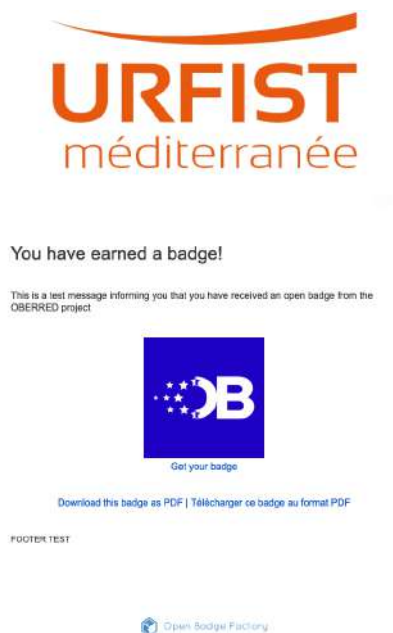 URFIST
méditerranée
You have earned a badge!
This is a test message informing you that you have received an open badge from the
OBERRED project
OB
Get your badge
Download this badge as PDF | Télécharger ce badge au format PDF
FOOTER TEST
Open Badge Factory